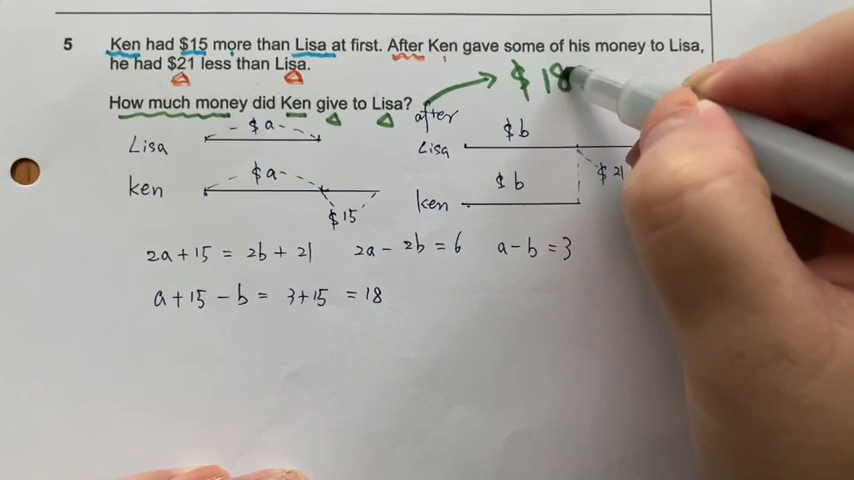 5 Ken had $15 more than Lisa at first. After Ken gave some of his money to Lisa,
he had $21 less than Lisa.
How much money did Ken give to Lisa?
$18
Lisa $a
Ken $a
$15
after
Lisa $b
$21
Ken $b
2a + 15 = 2b + 21 2a - 2b = 6 a - b = 3
a + 15 - b = 3 + 15 = 18